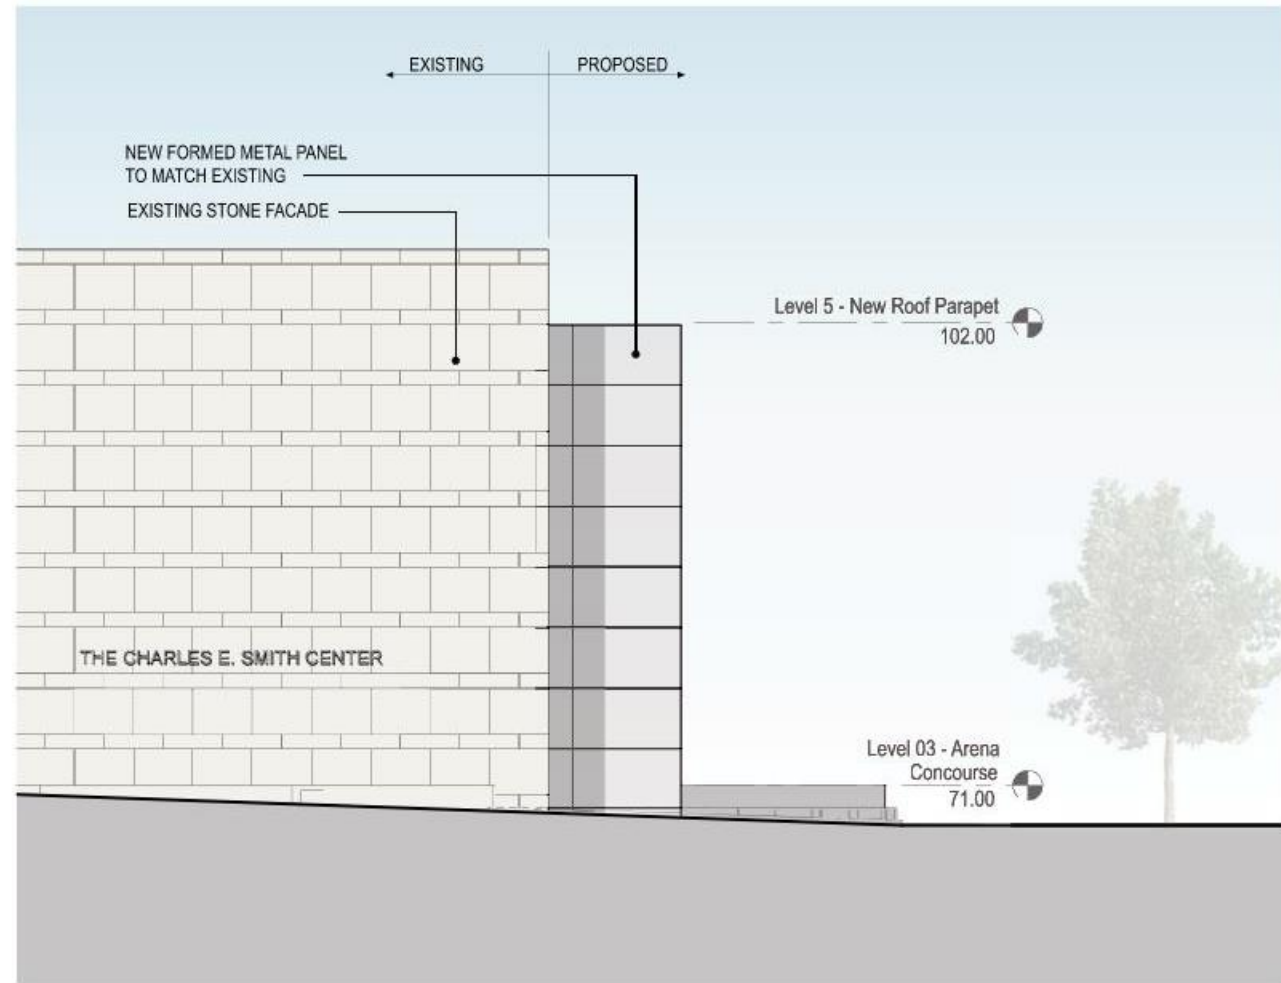 EXISTING
PROPOSED
NEW FORMED METAL PANEL
TO MATCH EXISTING
EXISTING STONE FACADE
Level 5 - New Roof Parapet
102.00
THE CHARLES E. SMITH CENTER
Level 03 - Arena
Concourse
71.00